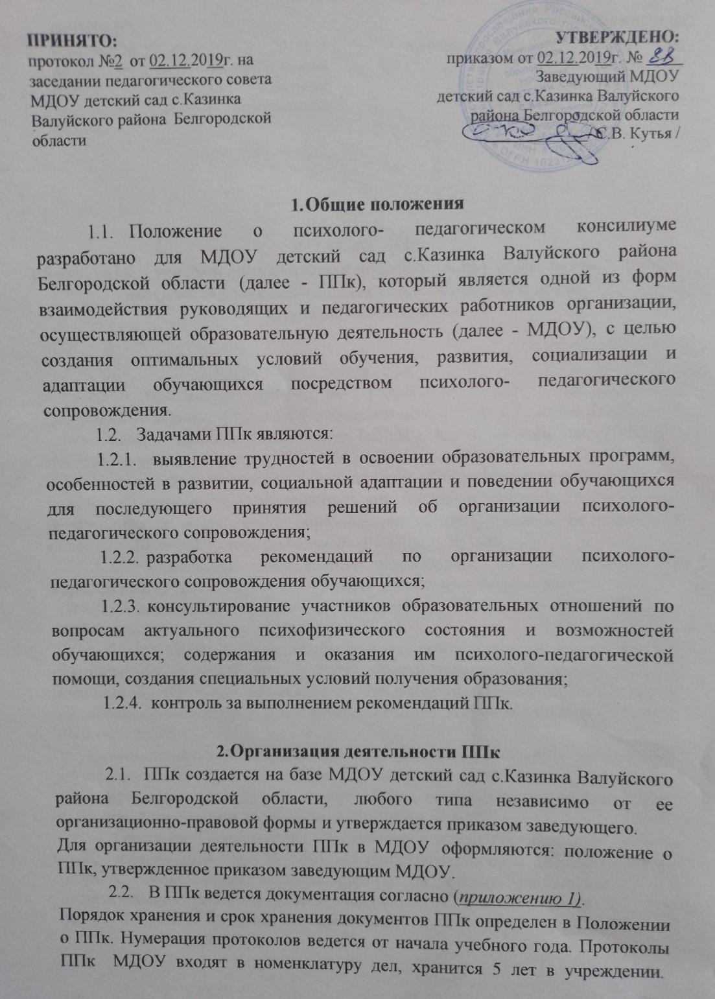 ПРИНЯТО:
протокол №2 от 02.12.2019г. на
заседании педагогического совета
МДОУ детский сад с.Казинка
Валуйского района Белгородской
области
УТВЕРЖДЕНО:
приказом от 02.12.2019г. №
Заведующий МДОУ
детский сад с.Казинка Валуйского
района Белгородской области
С.В. Кутья /
1.Общие положения
1.1. Положение о психолого- педагогическом консилиуме
разработано для МДОУ детский сад с.Казинка Валуйского района
Белгородской области (далее - ППк), который является одной из форм
взаимодействия руководящих и педагогических работников организации,
осуществляющей образовательную деятельность (далее - МДОУ), с целью
создания оптимальных условий обучения, развития, социализации и
адаптации обучающихся посредством психолого- педагогического
сопровождения.
1.2. Задачами ППк являются:
1.2.1. выявление трудностей в освоении образовательных программ,
особенностей в развитии, социальной адаптации и поведении обучающихся
для последующего принятия решений об организации психолого-
педагогического сопровождения;
1.2.2. разработка рекомендаций по организации психолого-
педагогического сопровождения обучающихся;
1.2.3. консультирование участников образовательных отношений по
вопросам актуального психофизического состояния и возможностей
обучающихся; содержания и оказания им психолого-педагогической
помощи, создания специальных условий получения образования;
1.2.4. контроль за выполнением рекомендаций ППк.
2.Организация деятельности ППк
2.1. ППк создается на базе МДОУ детский сад с.Казинка Валуйского
района Белгородской области, любого типа независимо от ее
организационно-правовой формы и утверждается приказом заведующего.
Для организации деятельности ППк в МДОУ оформляются: положение о
ППк, утвержденное приказом заведующим МДОУ.
2.2. В ППк ведется документация согласно (приложению 1).
Порядок хранения и срок хранения документов ППк определен в Положении
о ППк. Нумерация протоколов ведется от начала учебного года. Протоколы
ППк МДОУ входят в номенклатуру дел, хранится 5 лет в учреждении.